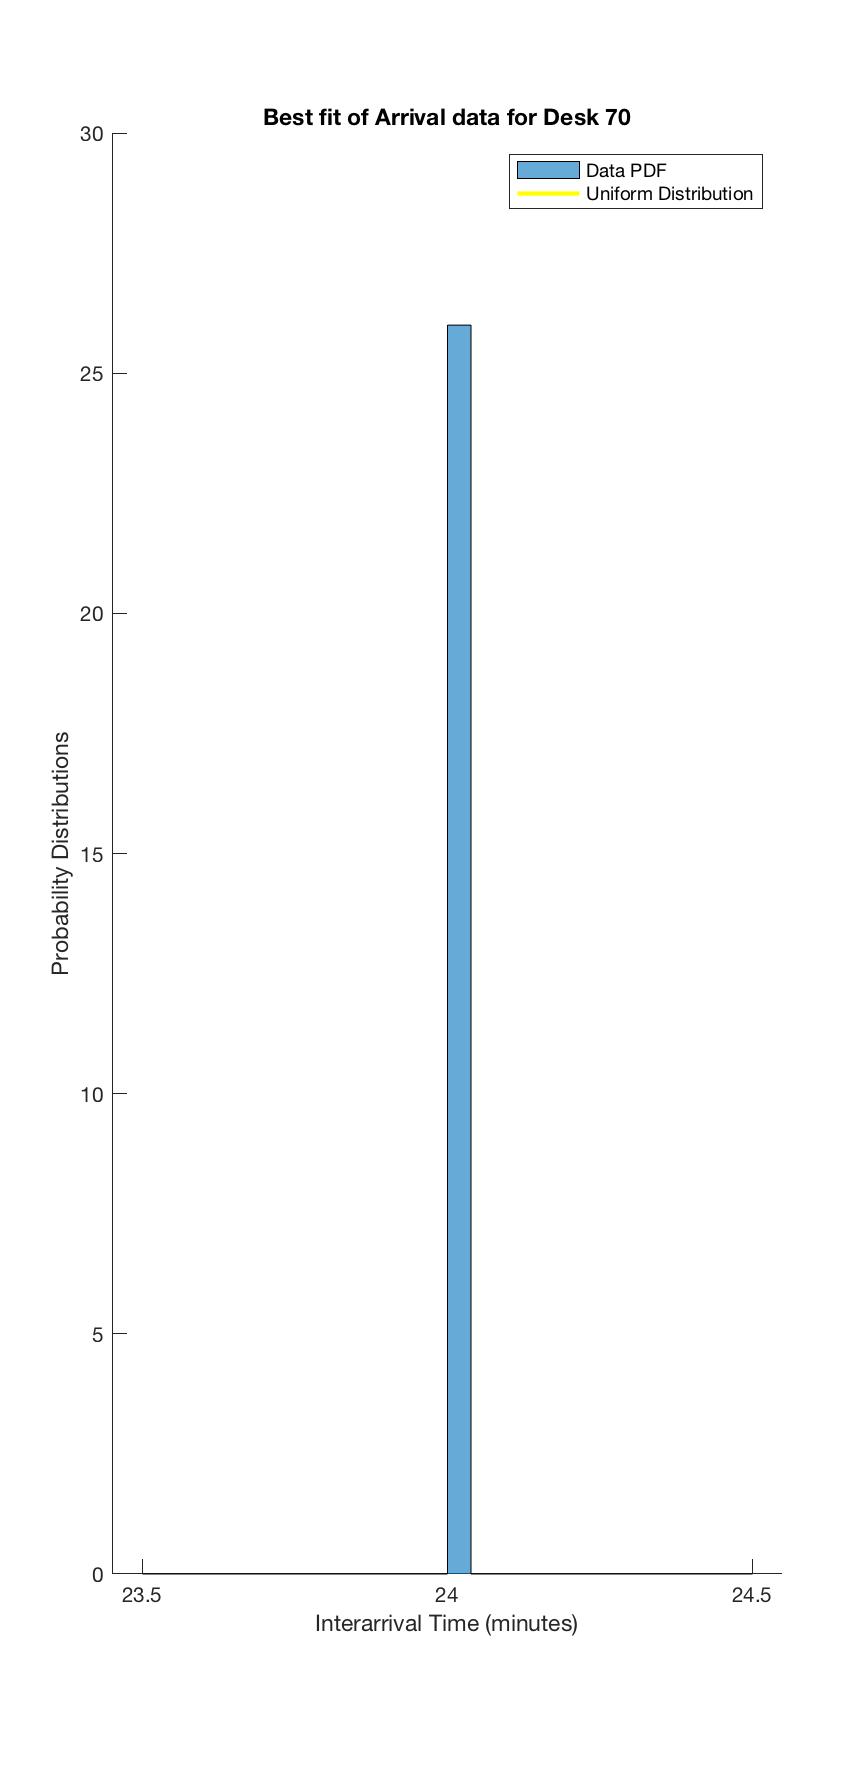 Best fit of Arrival data for Desk 70
Data PDF
Uniform Distribution
30
25
20
15
10
5
0
Probability Distributions
23.5 24 24.5
Interarrival Time (minutes)